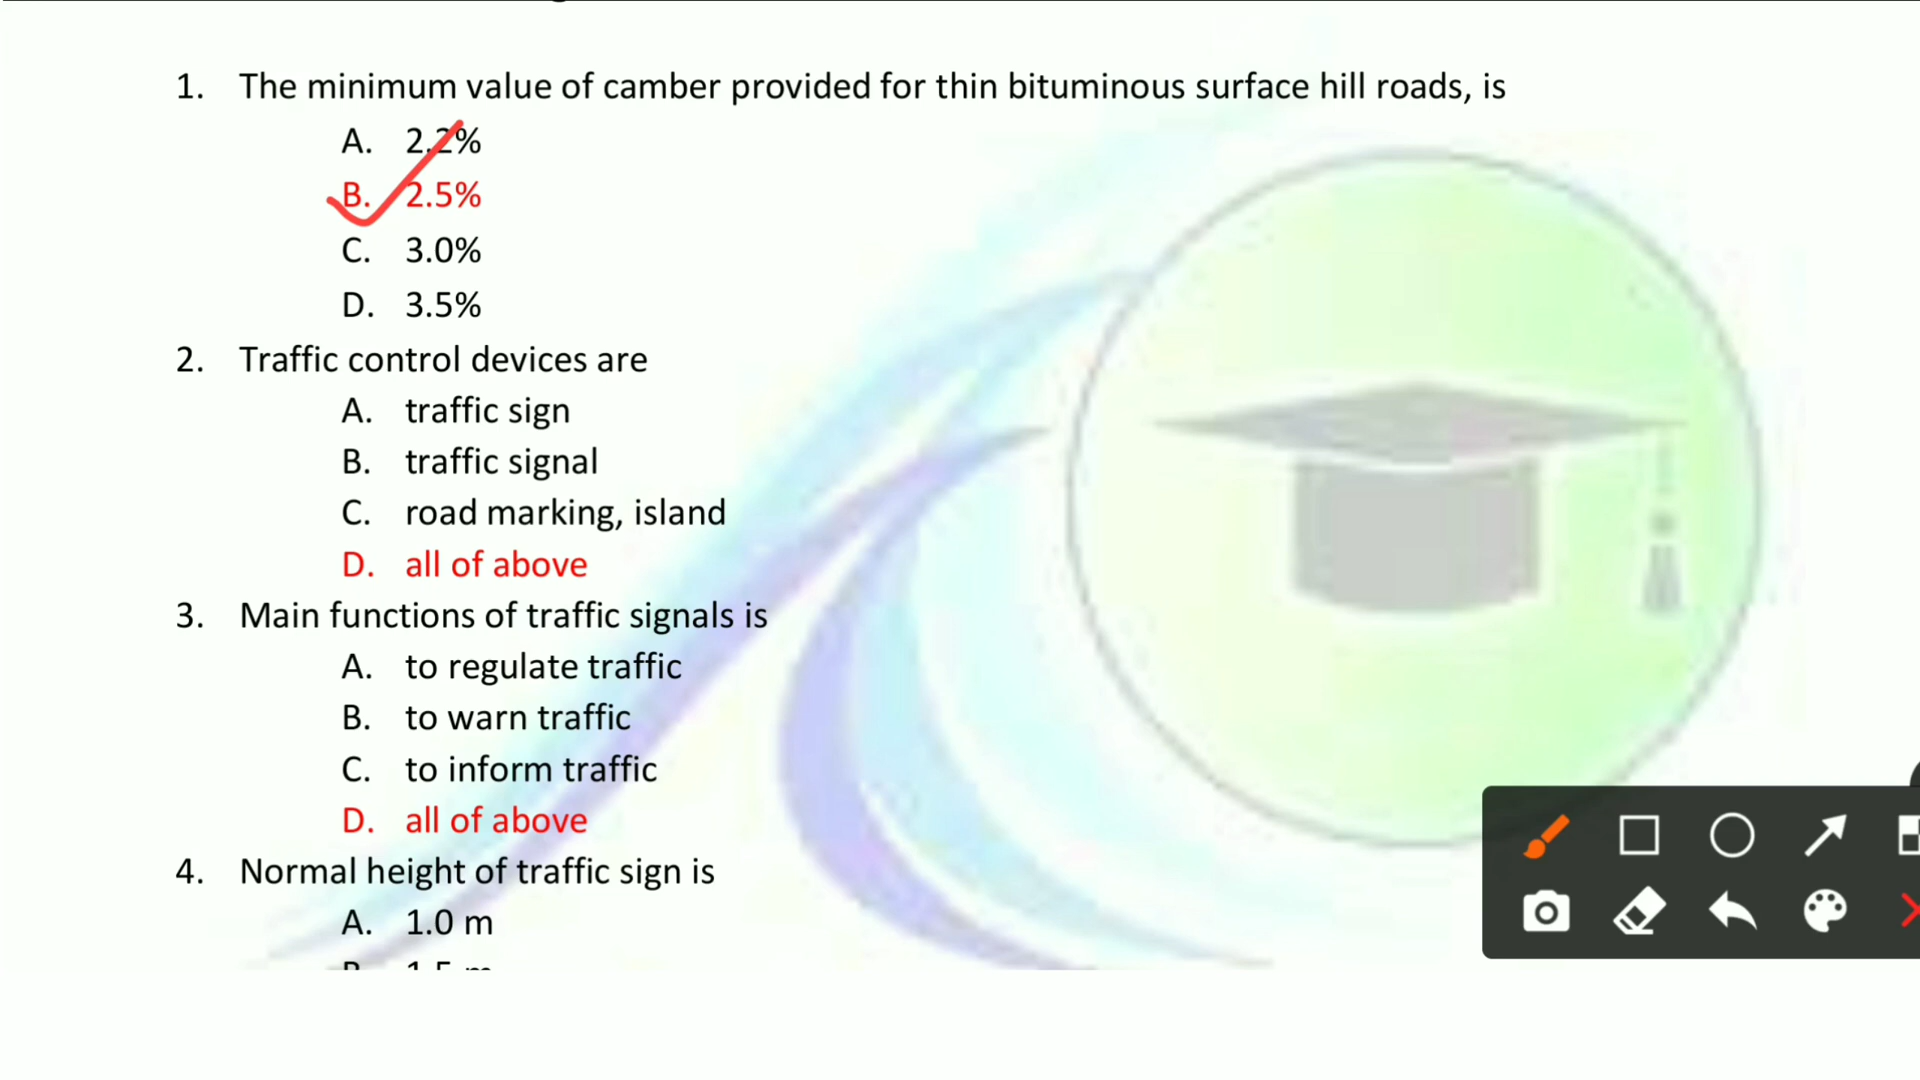 1. The minimum value of camber provided for thin bituminous surface hill roads, is
A. 2.2%
B. 2.5%
C. 3.0%
D. 3.5%
2. Traffic control devices are
A. traffic sign
B. traffic signal
C. road marking, island
D. all of above
3. Main functions of traffic signals is
A. to regulate traffic
B. to warn traffic
C. to inform traffic
D. all of above
4. Normal height of traffic sign is
A. 1.0 m